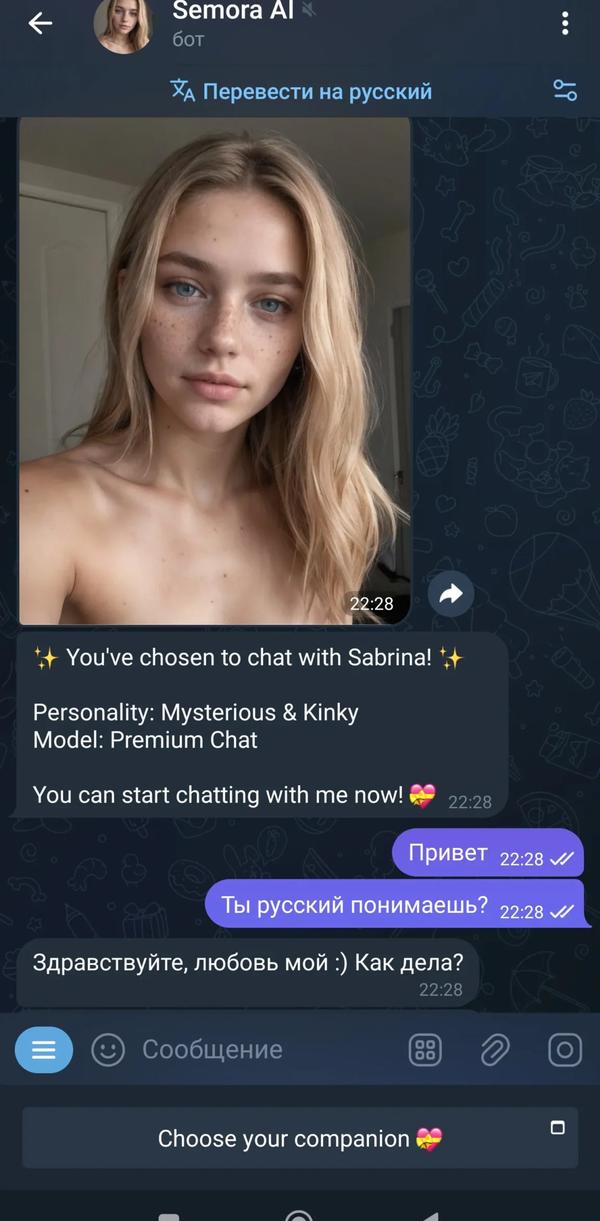 Semora AI
бот
Перевести на русский
22:28
✨ You've chosen to chat with Sabrina! ✨
Personality: Mysterious & Kinky
Model: Premium Chat
You can start chatting with me now! 💝 22:28
Привет 22:28
Ты русский понимаешь? 22:28
Здравствуйте, любовь мой :) Как дела?
22:28
Сообщение
Choose your companion 💝